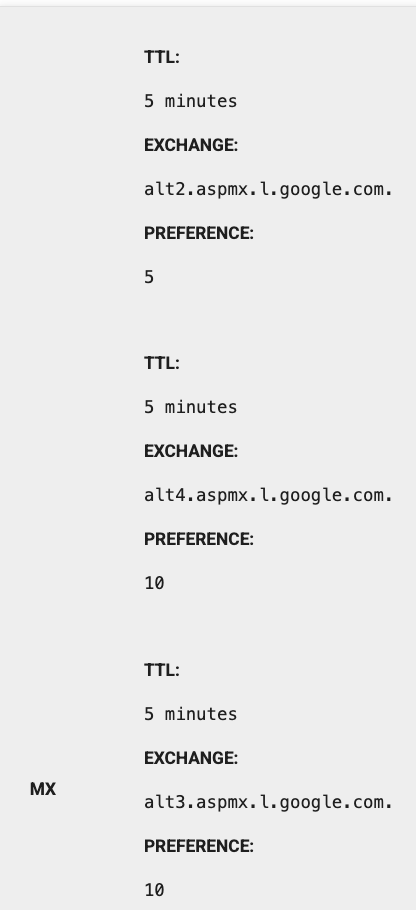 TTL:
5 minutes
EXCHANGE:
alt2.aspmx.l.google.com.
PREFERENCE:
5
TTL:
5 minutes
EXCHANGE:
alt4.aspmx.l.google.com.
PREFERENCE:
10
TTL:
5 minutes
EXCHANGE:
MX
alt3.aspmx.l.google.com.
PREFERENCE:
10